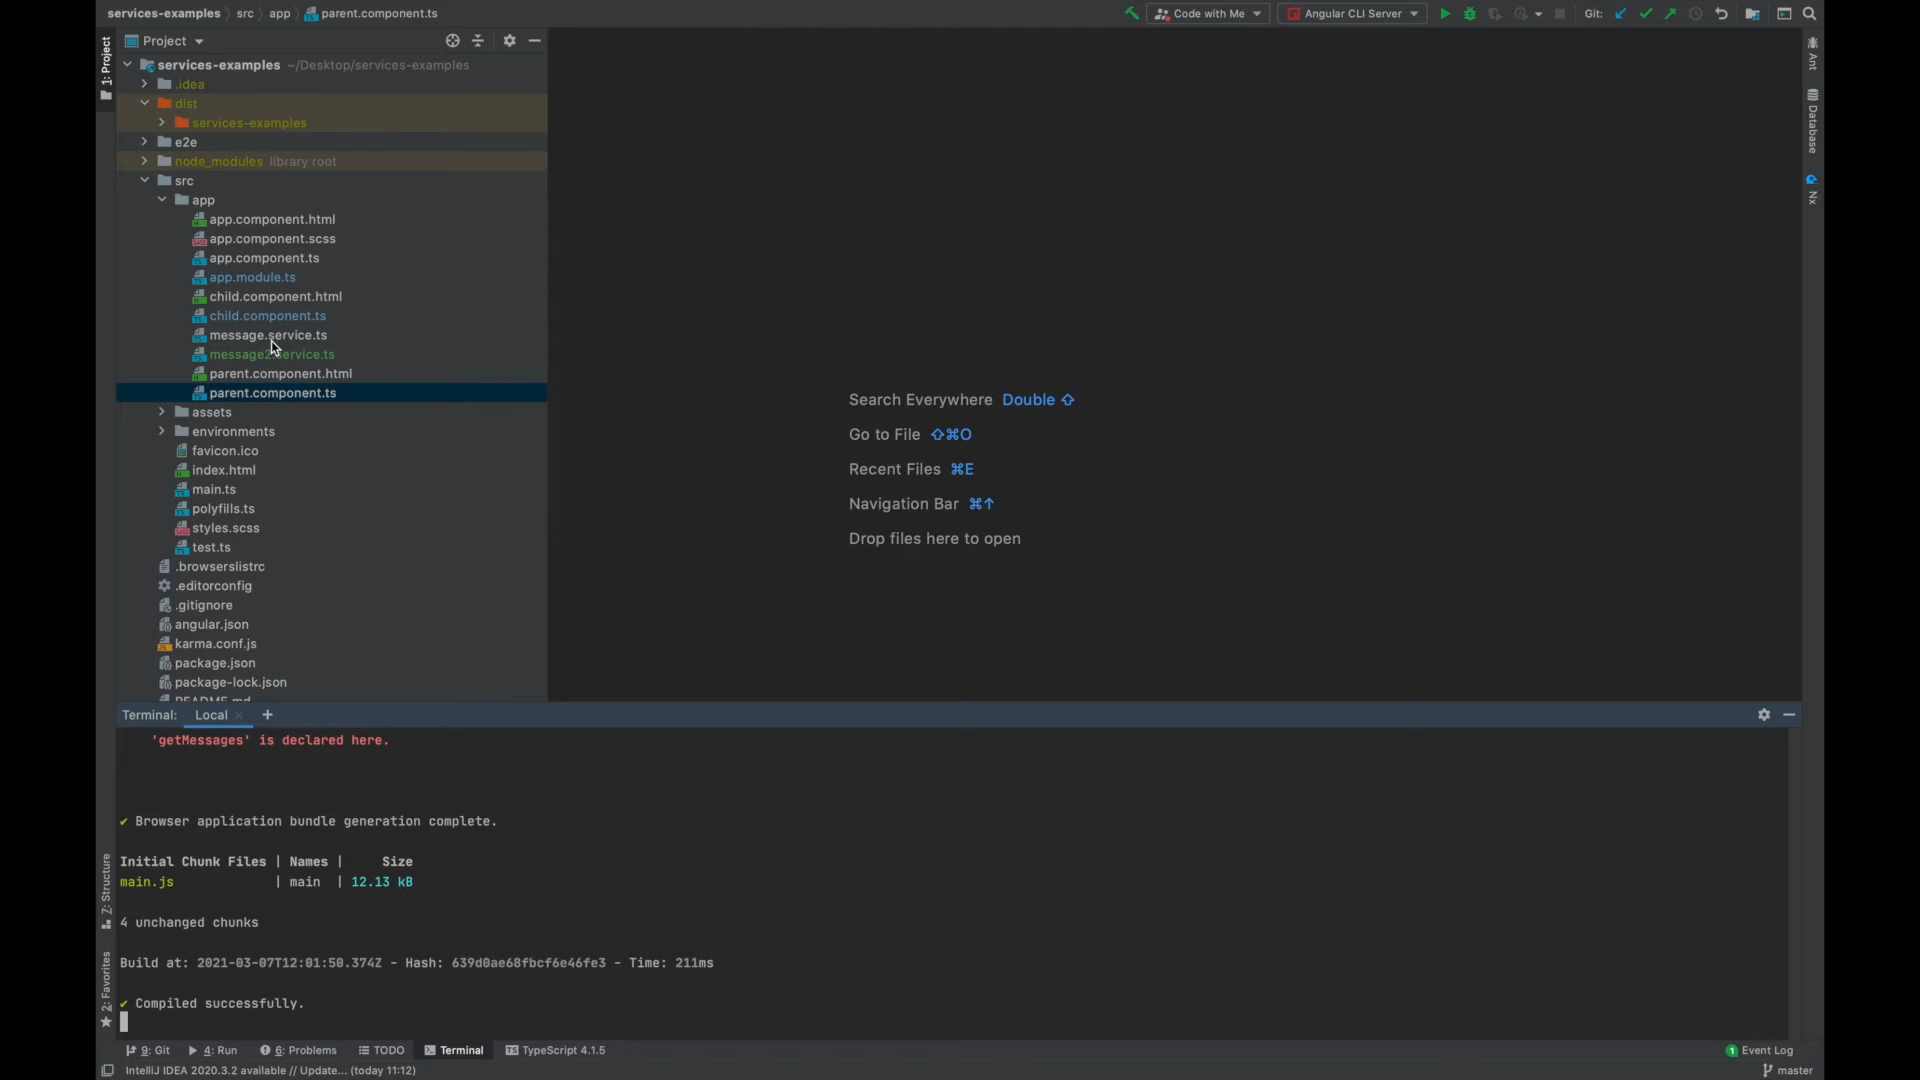 services-examples src app parent.component.ts
Code with Me
Angular CLI Server
Git:
1: Project
Project
services-examples ~/Desktop/services-examples
.idea
dist
services-examples
e2e
node_modules library root
src
app
app.component.html
app.component.scss
app.component.ts
app.module.ts
child.component.html
child.component.ts
message.service.ts
message2.service.ts
parent.component.html
parent.component.ts
assets
environments
favicon.ico
index.html
main.ts
polyfills.ts
styles.scss
test.ts
.browserslistrc
.editorconfig
.gitignore
angular.json
karma.conf.js
package.json
package-lock.json
README.md
Search Everywhere Double ⇧
Go to File ⇧⌘O
Recent Files ⌘E
Navigation Bar ⌘↑
Drop files here to open
Ant
Database
Nx
Terminal: Local
'getMessages' is declared here.
✔ Browser application bundle generation complete.
Initial Chunk Files | Names | Size
main.js | main | 12.13 kB
4 unchanged chunks
Build at: 2021-03-07T12:01:50.374Z - Hash: 639d0ae68fbcf6e46fe3 - Time: 211ms
✔ Compiled successfully.
Z: Structure
2: Favorites
9: Git
4: Run
6: Problems
TODO
Terminal
TypeScript 4.1.5
1 Event Log
IntelliJ IDEA 2020.3.2 available // Update... (today 11:12)
master